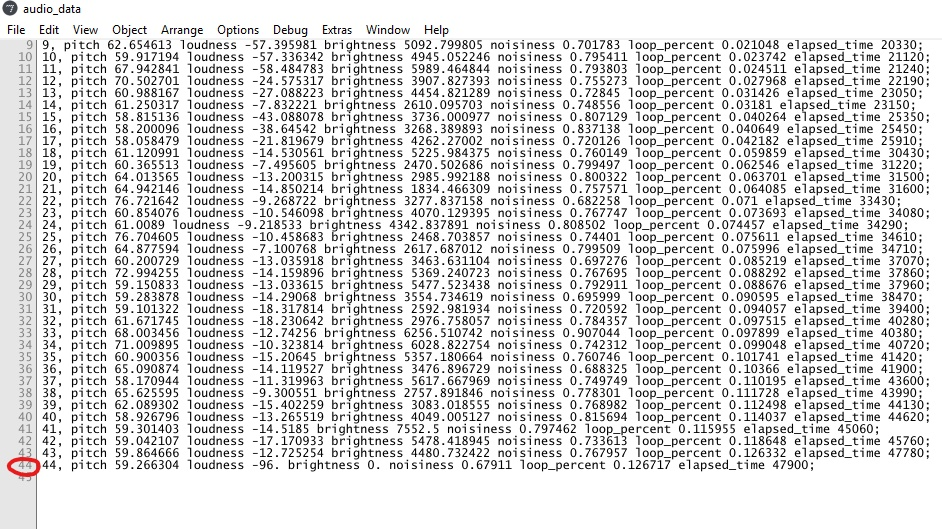 audio_data
File Edit View Object Arrange Options Debug Extras Window Help
9 9, pitch 62.654613 loudness -57.395981 brightness 5092.799805 noisiness 0.701783 loop_percent 0.021048 elapsed_time 20330;
10 10, pitch 59.917194 loudness -57.336342 brightness 4945.052246 noisiness 0.795411 loop_percent 0.023742 elapsed_time 21120;
11 11, pitch 67.942841 loudness -58.484783 brightness 5989.464844 noisiness 0.793803 loop_percent 0.024511 elapsed_time 21240;
12 12, pitch 70.502701 loudness -24.575317 brightness 3907.827393 noisiness 0.755273 loop_percent 0.027968 elapsed_time 22190;
13 13, pitch 60.988167 loudness -27.088223 brightness 4454.821289 noisiness 0.72845 loop_percent 0.031426 elapsed_time 23050;
14 14, pitch 61.250317 loudness -7.832221 brightness 2610.095703 noisiness 0.748556 loop_percent 0.03181 elapsed_time 23150;
15 15, pitch 58.815136 loudness -43.088078 brightness 3736.000977 noisiness 0.807129 loop_percent 0.040264 elapsed_time 25350;
16 16, pitch 58.200096 loudness -38.64542 brightness 3268.389893 noisiness 0.837138 loop_percent 0.040649 elapsed_time 25450;
17 17, pitch 58.058479 loudness -21.819679 brightness 4262.27002 noisiness 0.720126 loop_percent 0.042182 elapsed_time 25910;
18 18, pitch 61.120991 loudness -14.530561 brightness 5225.984375 noisiness 0.760149 loop_percent 0.059859 elapsed_time 30430;
19 19, pitch 60.365513 loudness -7.495605 brightness 2470.502686 noisiness 0.799497 loop_percent 0.062546 elapsed_time 31220;
20 20, pitch 64.013565 loudness -13.200315 brightness 2985.992188 noisiness 0.800322 loop_percent 0.063701 elapsed_time 31500;
21 21, pitch 64.942146 loudness -14.850214 brightness 1834.466309 noisiness 0.757571 loop_percent 0.064085 elapsed_time 31600;
22 22, pitch 76.721642 loudness -9.268722 brightness 3277.837158 noisiness 0.682258 loop_percent 0.071 elapsed_time 33430;
23 23, pitch 60.854076 loudness -10.546098 brightness 4070.129395 noisiness 0.767747 loop_percent 0.073693 elapsed_time 34080;
24 24, pitch 61.0089 loudness -9.218533 brightness 4342.837891 noisiness 0.808502 loop_percent 0.074457 elapsed_time 34290;
25 25, pitch 76.704605 loudness -10.458683 brightness 2468.703857 noisiness 0.74401 loop_percent 0.075611 elapsed_time 34610;
26 26, pitch 64.877594 loudness -7.100768 brightness 2617.687012 noisiness 0.799509 loop_percent 0.075996 elapsed_time 34710;
27 27, pitch 60.200729 loudness -13.035918 brightness 3463.631104 noisiness 0.697276 loop_percent 0.085219 elapsed_time 37070;
28 28, pitch 72.994255 loudness -14.159896 brightness 5369.240723 noisiness 0.767695 loop_percent 0.088292 elapsed_time 37860;
29 29, pitch 59.150833 loudness -13.033615 brightness 5477.523438 noisiness 0.792911 loop_percent 0.088676 elapsed_time 37960;
30 30, pitch 59.283878 loudness -14.29068 brightness 3554.734619 noisiness 0.695999 loop_percent 0.090595 elapsed_time 38470;
31 31, pitch 59.101322 loudness -18.317814 brightness 2592.981934 noisiness 0.720592 loop_percent 0.094057 elapsed_time 39400;
32 32, pitch 61.671745 loudness -18.230642 brightness 2976.758057 noisiness 0.784357 loop_percent 0.097515 elapsed_time 40280;
33 33, pitch 68.003456 loudness -12.74256 brightness 6256.510742 noisiness 0.907044 loop_percent 0.097899 elapsed_time 40380;
34 34, pitch 71.009895 loudness -10.323814 brightness 6028.822754 noisiness 0.742312 loop_percent 0.099048 elapsed_time 40720;
35 35, pitch 60.900356 loudness -15.20645 brightness 5357.180664 noisiness 0.760746 loop_percent 0.101741 elapsed_time 41420;
36 36, pitch 65.090874 loudness -14.119527 brightness 3476.896729 noisiness 0.688325 loop_percent 0.10366 elapsed_time 41900;
37 37, pitch 58.170944 loudness -11.319963 brightness 5617.667969 noisiness 0.749749 loop_percent 0.110195 elapsed_time 43600;
38 38, pitch 65.625595 loudness -9.300551 brightness 2757.891846 noisiness 0.778301 loop_percent 0.111728 elapsed_time 43990;
39 39, pitch 62.089302 loudness -15.402259 brightness 3083.018555 noisiness 0.768982 loop_percent 0.112498 elapsed_time 44130;
40 40, pitch 58.926796 loudness -13.265519 brightness 4049.005127 noisiness 0.815694 loop_percent 0.114037 elapsed_time 44620;
41 41, pitch 59.301403 loudness -14.5185 brightness 7552.5 noisiness 0.797462 loop_percent 0.115955 elapsed_time 45060;
42 42, pitch 59.042107 loudness -17.170933 brightness 5478.418945 noisiness 0.733613 loop_percent 0.118648 elapsed_time 45760;
43 43, pitch 59.864666 loudness -12.725254 brightness 4480.732422 noisiness 0.767957 loop_percent 0.126332 elapsed_time 47780;
44 44, pitch 59.266304 loudness -96. brightness 0. noisiness 0.67911 loop_percent 0.126717 elapsed_time 47900;
45